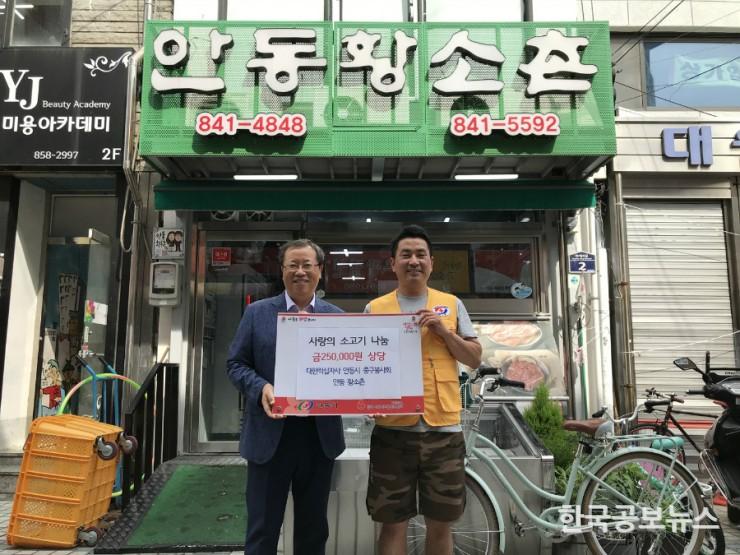 안동황소촌
841-4848
841-5592
YJ
Beauty Academy
미용아카데미
858-2997 2F
대
2
사랑의 소고기 나눔
금250,000원 상당
대한적십자사 안동시 중구봉사회
안동 황소촌
한국공보뉴스